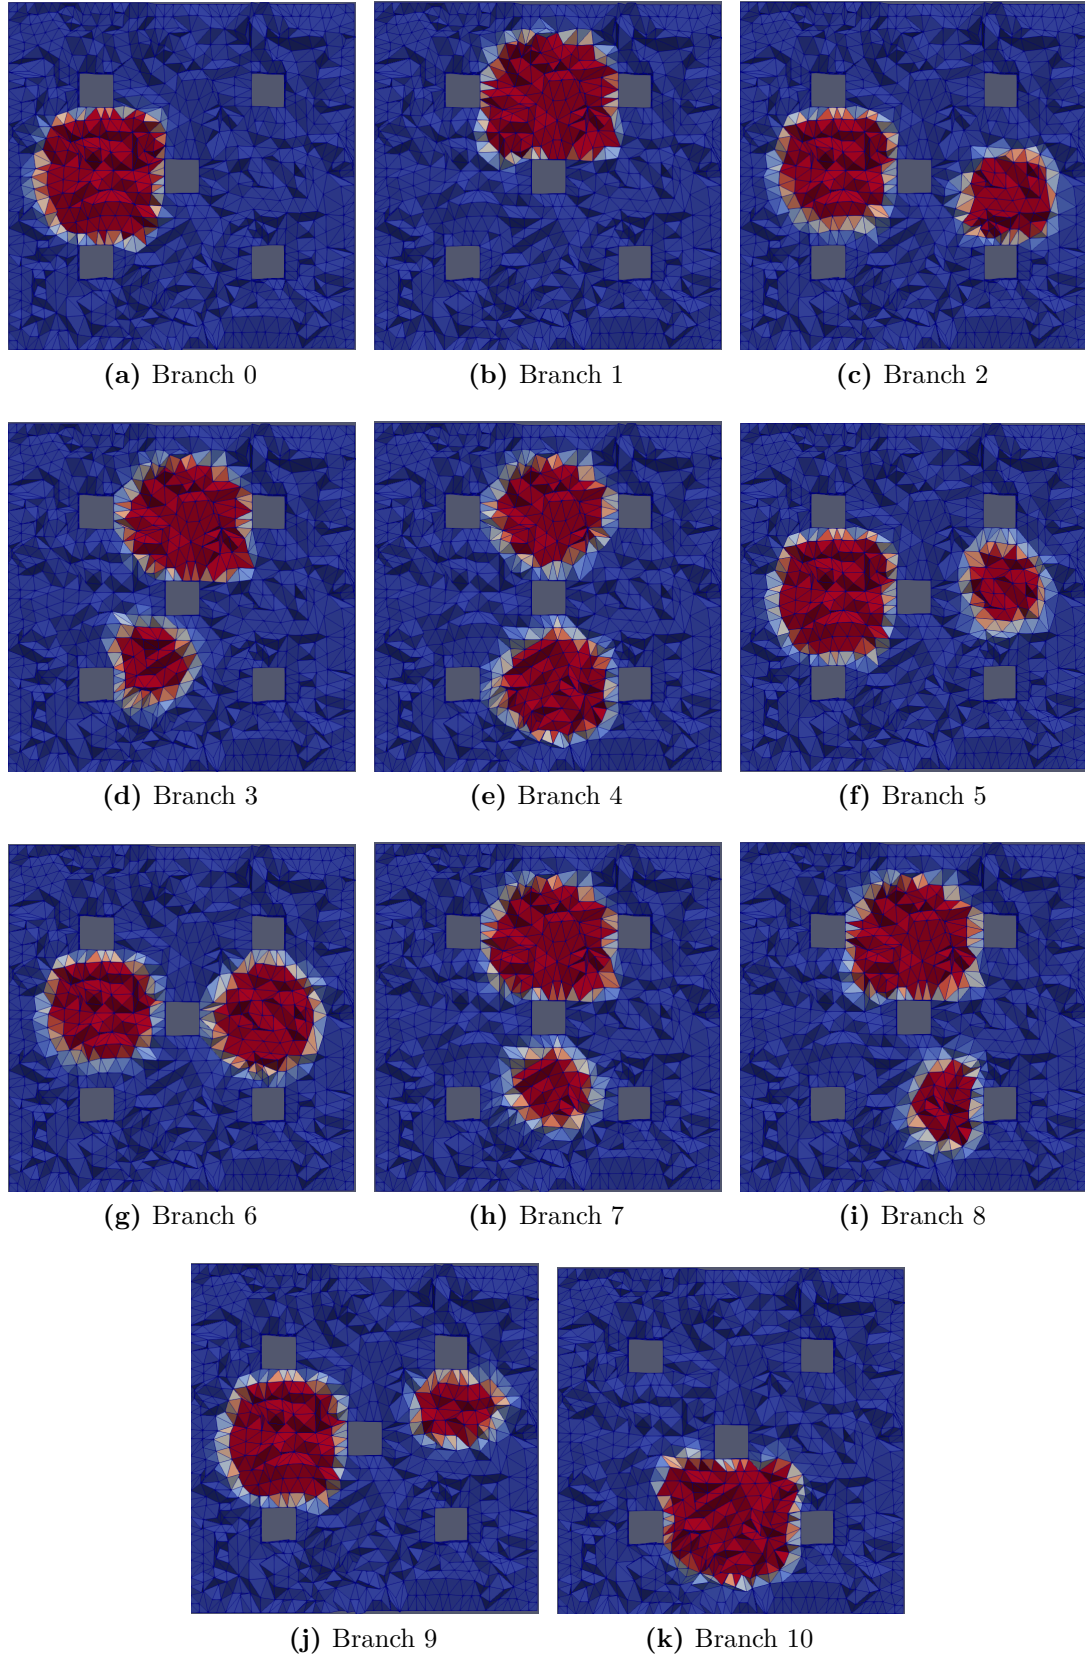 (a) Branch 0
(b) Branch 1
(c) Branch 2
(d) Branch 3
(e) Branch 4
(f) Branch 5
(g) Branch 6
(h) Branch 7
(i) Branch 8
(j) Branch 9
(k) Branch 10